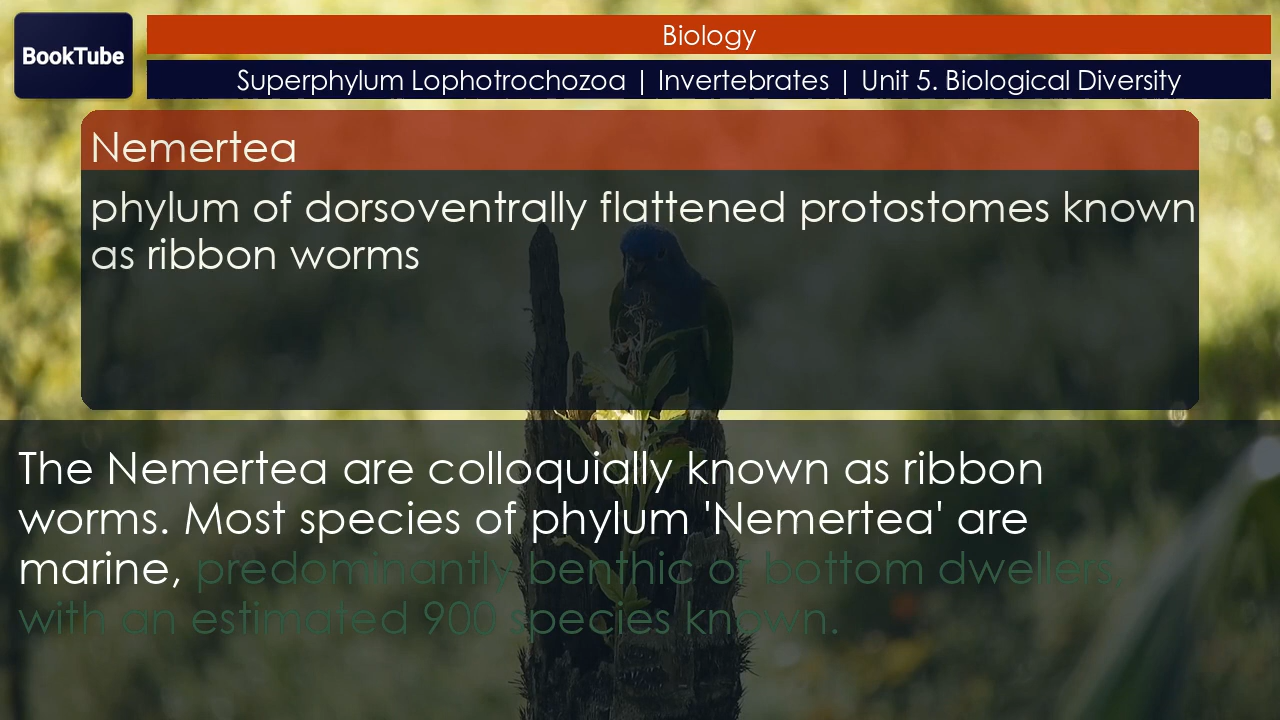 BookTube
Biology
Superphylum Lophotrochozoa | Invertebrates | Unit 5. Biological Diversity
Nemertea
phylum of dorsoventrally flattened protostomes known
as ribbon worms
The Nemertea are colloquially known as ribbon
worms. Most species of phylum 'Nemertea' are
marine, predominantly benthic or bottom dwellers,
with an estimated 900 species known.